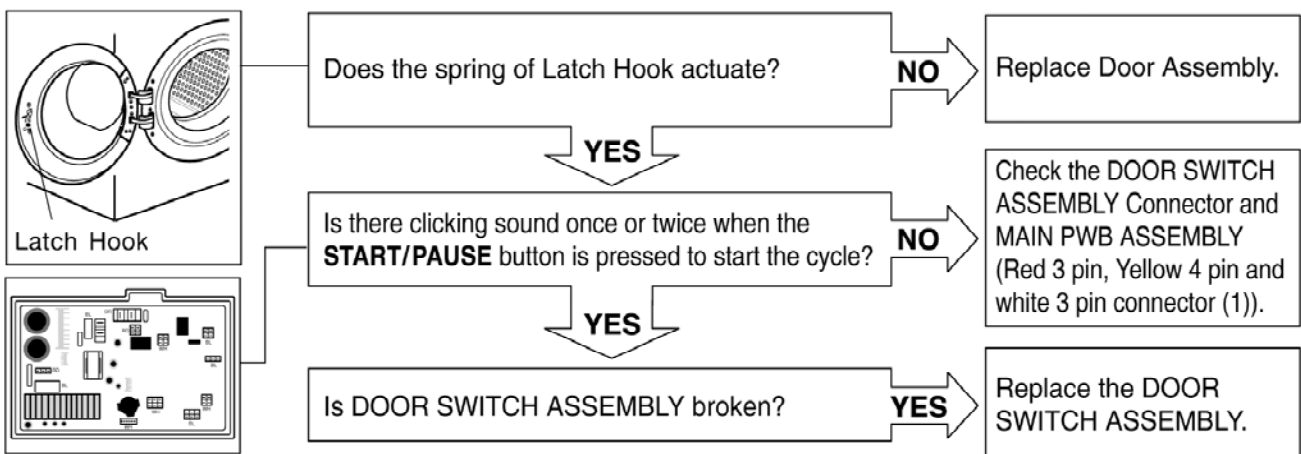 Latch Hook
Does the spring of Latch Hook actuate?
NO
Replace Door Assembly.
YES
Is there clicking sound once or twice when the
START/PAUSE button is pressed to start the cycle?
NO
Check the DOOR SWITCH
ASSEMBLY Connector and
MAIN PWB ASSEMBLY
(Red 3 pin, Yellow 4 pin and
white 3 pin connector (1)).
YES
Is DOOR SWITCH ASSEMBLY broken?
YES
Replace the DOOR
SWITCH ASSEMBLY.